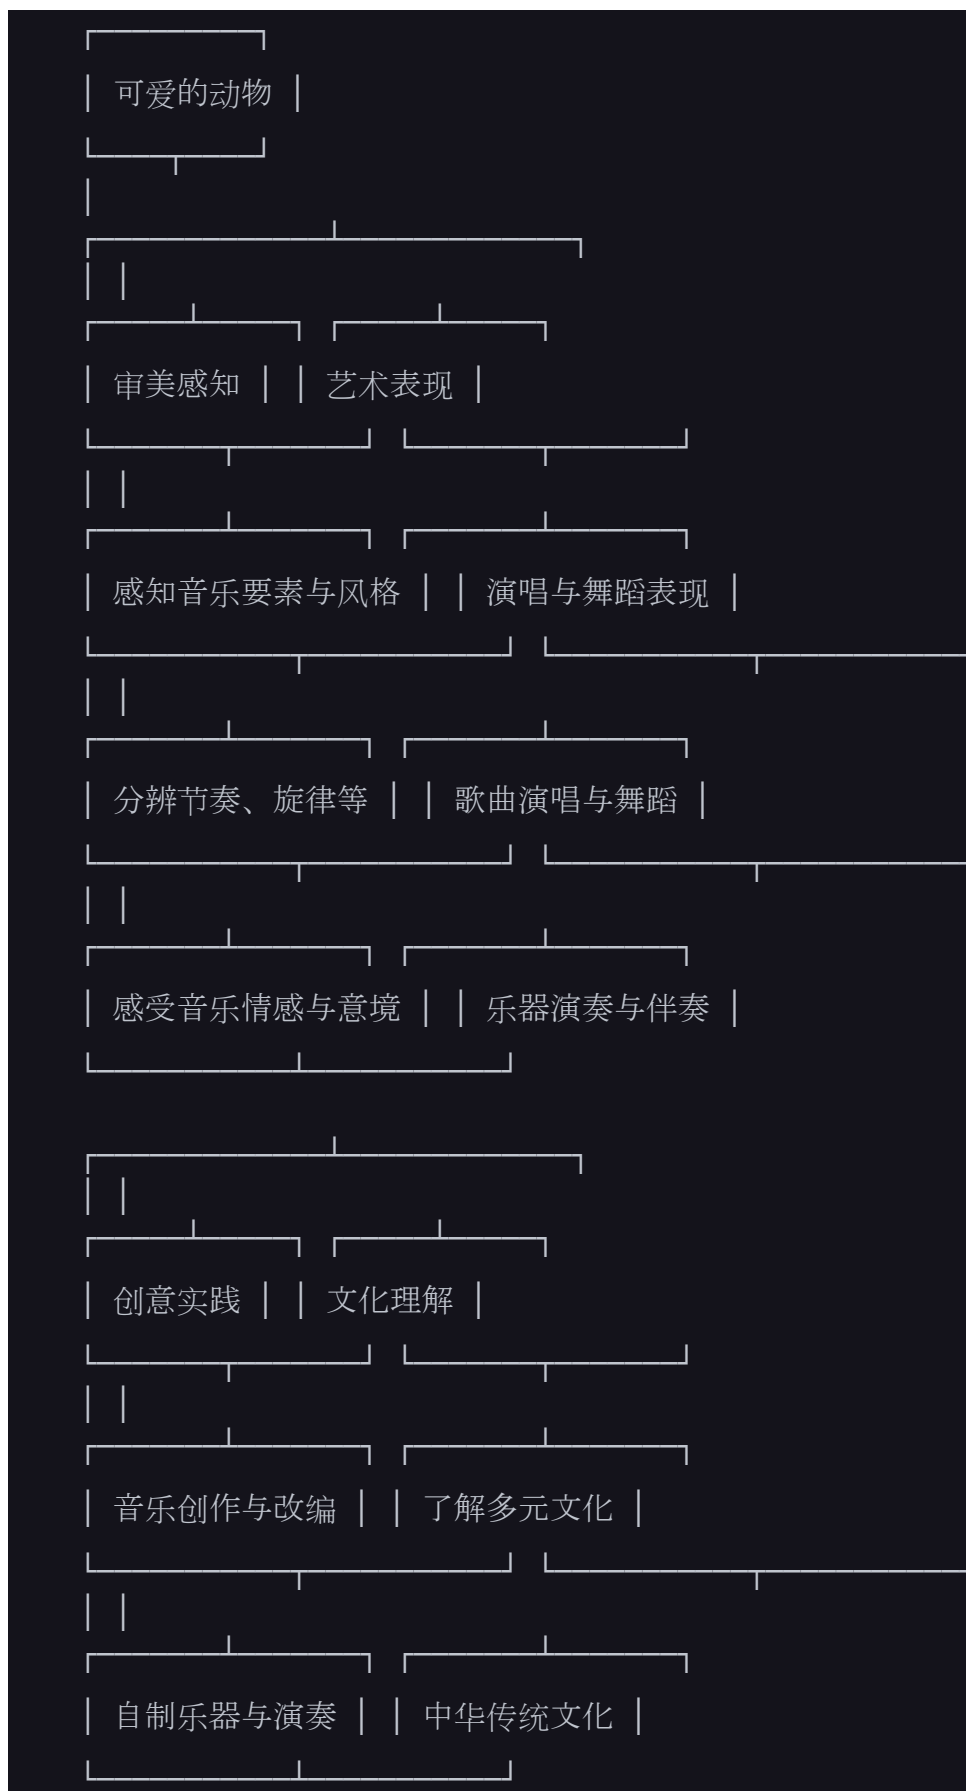 可爱的动物
审美感知 艺术表现
感知音乐要素与风格 演唱与舞蹈表现
分辨节奏、旋律等 歌曲演唱与舞蹈
感受音乐情感与意境 乐器演奏与伴奏
创意实践 文化理解
音乐创作与改编 了解多元文化
自制乐器与演奏 中华传统文化